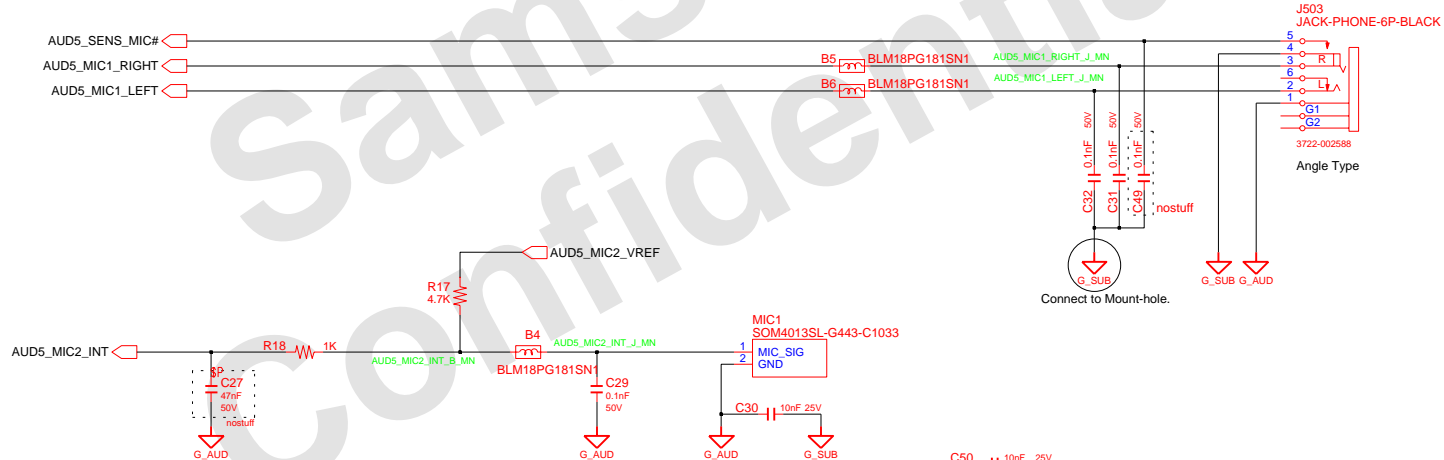 J503
JACK-PHONE-6P-BLACK
AUD5_SENS_MIC#
AUD5_MIC1_RIGHT
AUD5_MIC1_LEFT
B5
BLM18PG181SN1
B6
BLM18PG181SN1
AUD5_MIC1_RIGHT_J_MN
AUD5_MIC1_LEFT_J_MN
5
4
3
6
2
1
R
L
G1
G2
3722-002588
Angle Type
50V
50V
50V
0.1nF
0.1nF
0.1nF
C32
C31
C49
nostuff
G_SUB
Connect to Mount-hole.
G_SUB
G_AUD
AUD5_MIC2_VREF
R17
4.7K
AUD5_MIC2_INT
R18
1K
AUD5_MIC2_INT_B_MN
B4
BLM18PG181SN1
AUD5_MIC2_INT_J_MN
MIC1
SOM4013SL-G443-C1033
1
MIC_SIG
2
GND
SP
C27
47nF
50V
nostuff
G_AUD
C29
0.1nF
50V
G_AUD
C30
10nF 25V
G_AUD
G_SUB
C50
10nF 25V
Confidenti